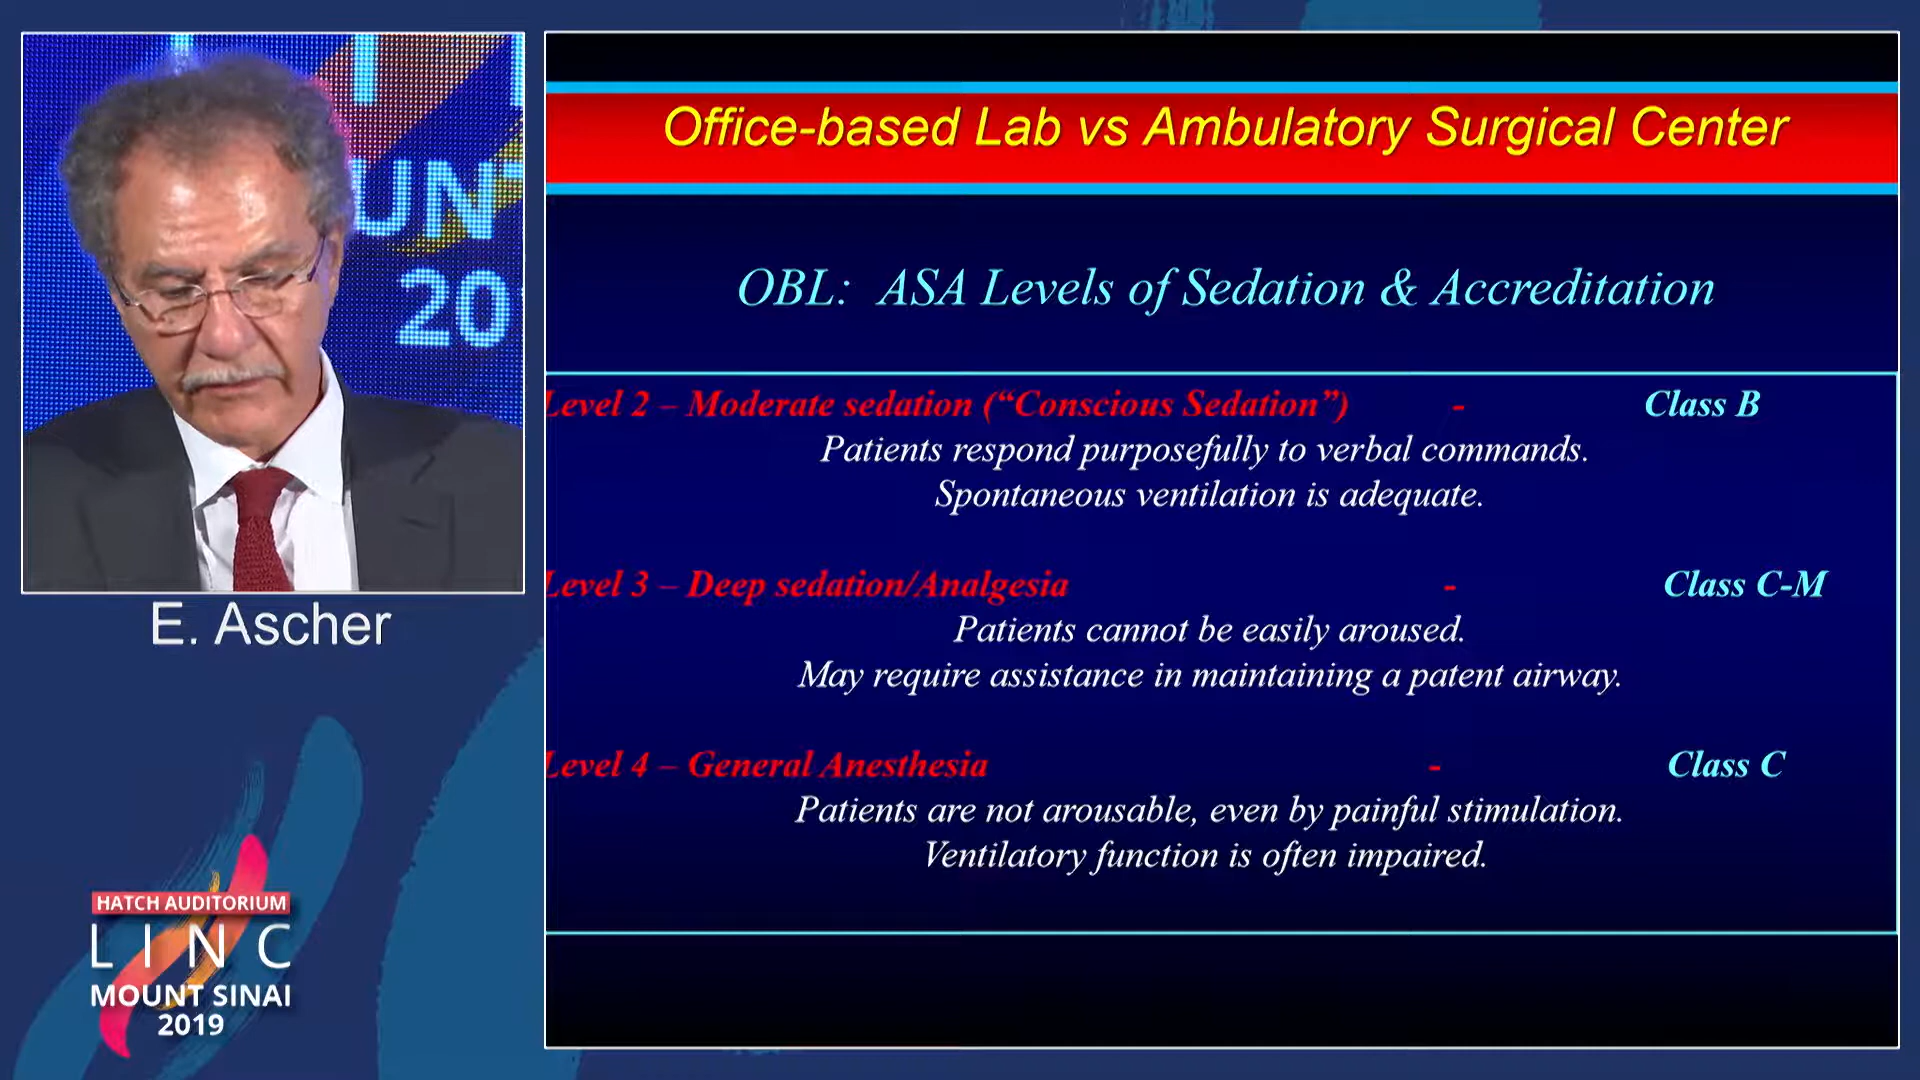 UNT
20
E. Ascher
HATCH AUDITORIUM
LINC
MOUNT SINAI
2019
Office-based Lab vs Ambulatory Surgical Center
OBL: ASA Levels of Sedation & Accreditation
Level 2 – Moderate sedation (“Conscious Sedation”) - Class B
Patients respond purposefully to verbal commands.
Spontaneous ventilation is adequate.
Level 3 – Deep sedation/Analgesia - Class C-M
Patients cannot be easily aroused.
May require assistance in maintaining a patent airway.
Level 4 – General Anesthesia - Class C
Patients are not arousable, even by painful stimulation.
Ventilatory function is often impaired.